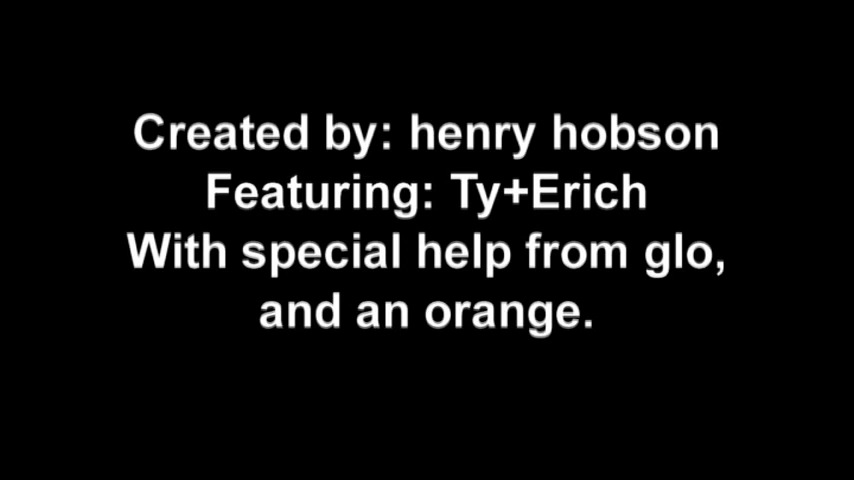 Created by: henry hobson
Featuring: Ty+Erich
With special help from glo,
and an orange.